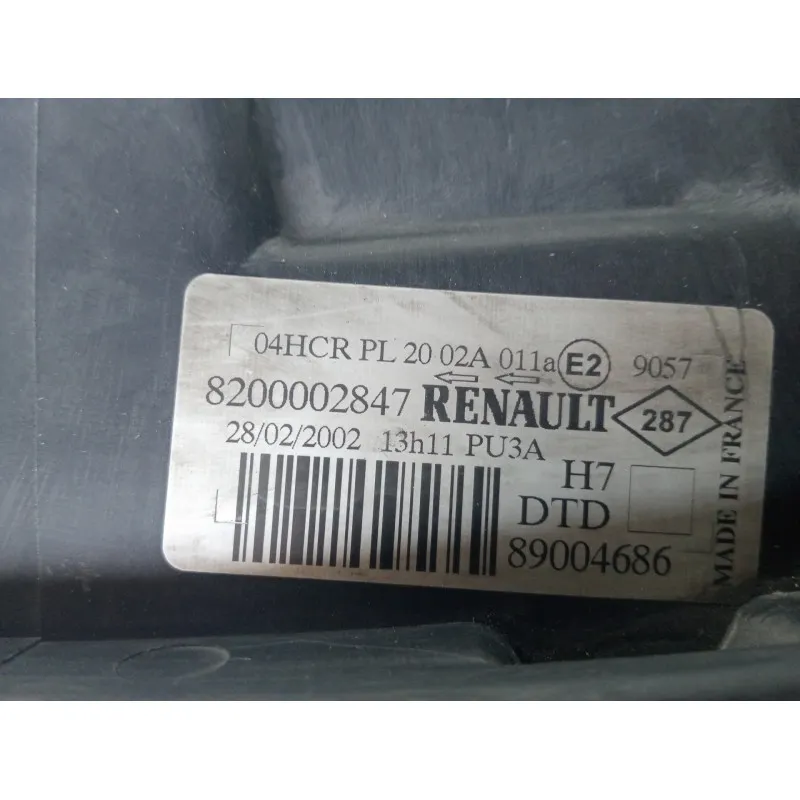 04HCR PL 20 02A 011a E2 9057
8200002847 RENAULT 287
28/02/2002 13h11 PU3A
H7
DTD
89004686
MADE IN FRANCE